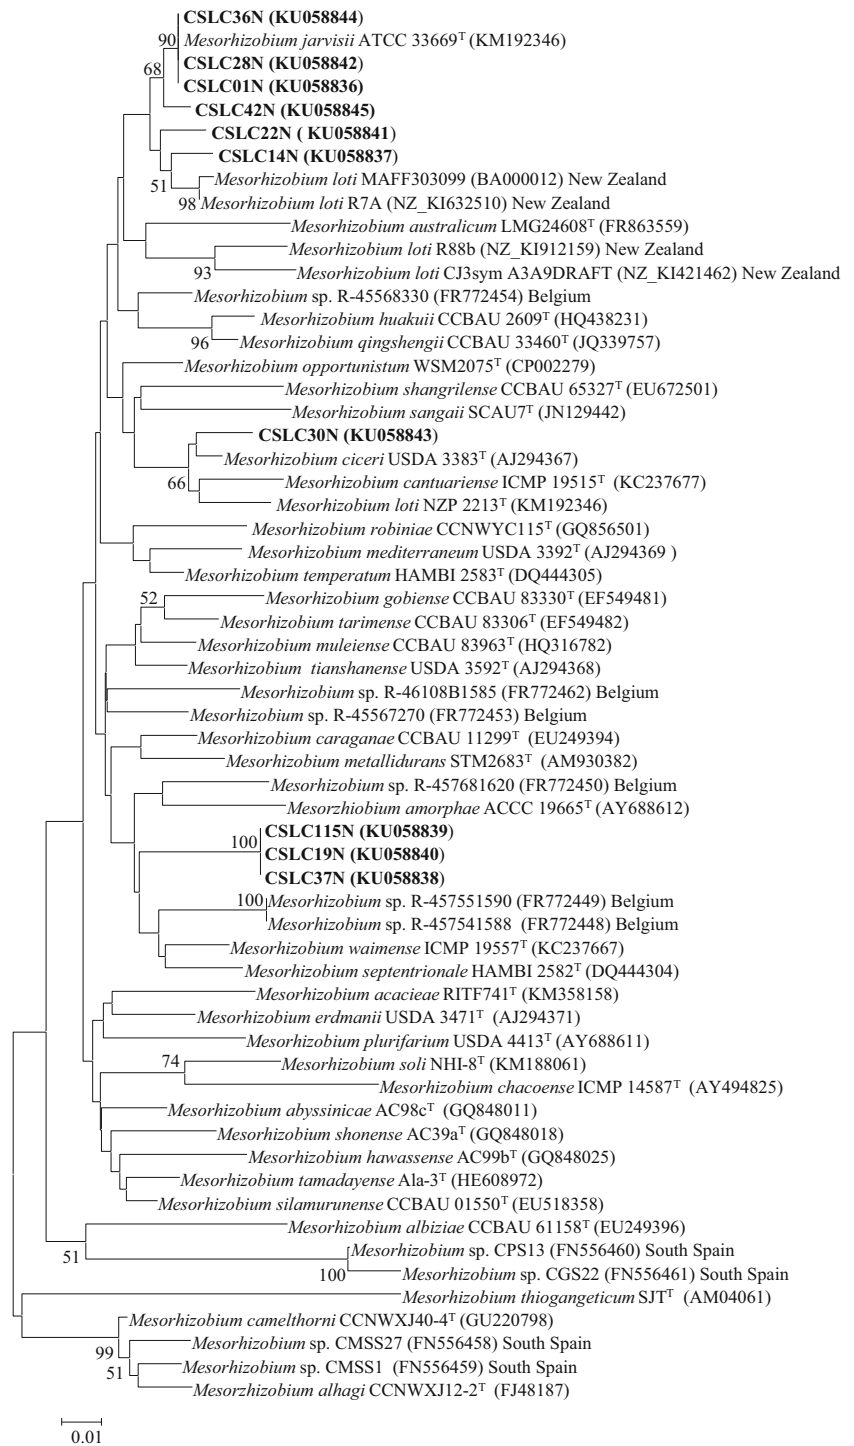 CSLC36N (KU058844)
90
Mesorhizobium jarvisii ATCC 33669ᵀ (KM192346)
CSLC28N (KU058842)
68
CSLC01N (KU058836)
CSLC42N (KU058845)
CSLC22N ( KU058841)
CSLC14N (KU058837)
51
Mesorhizobium loti MAFF303099 (BA000012) New Zealand
98
Mesorhizobium loti R7A (NZ_KI632510) New Zealand
Mesorhizobium australicum LMG24608ᵀ (FR863559)
Mesorhizobium loti R88b (NZ_KI912159) New Zealand
93
Mesorhizobium loti CJ3sym A3A9DRAFT (NZ_KI421462) New Zealand
Mesorhizobium sp. R-45568330 (FR772454) Belgium
Mesorhizobium huakuii CCBAU 2609ᵀ (HQ438231)
96
Mesorhizobium qingshengii CCBAU 33460ᵀ (JQ339757)
Mesorhizobium opportunistum WSM2075ᵀ (CP002279)
Mesorhizobium shangrilense CCBAU 65327ᵀ (EU672501)
Mesorhizobium sangaii SCAU7ᵀ (JN129442)
CSLC30N (KU058843)
Mesorhizobium ciceri USDA 3383ᵀ (AJ294367)
66
Mesorhizobium cantuariense ICMP 19515ᵀ (KC237677)
Mesorhizobium loti NZP 2213ᵀ (KM192346)
Mesorhizobium robiniae CCNWYC115ᵀ (GQ856501)
Mesorhizobium mediterraneum USDA 3392ᵀ (AJ294369 )
Mesorhizobium temperatum HAMBI 2583ᵀ (DQ444305)
52
Mesorhizobium gobiense CCBAU 83330ᵀ (EF549481)
Mesorhizobium tarimense CCBAU 83306ᵀ (EF549482)
Mesorhizobium muleiense CCBAU 83963ᵀ (HQ316782)
Mesorhizobium tianshanense USDA 3592ᵀ (AJ294368)
Mesorhizobium sp. R-46108B1585 (FR772462) Belgium
Mesorhizobium sp. R-45567270 (FR772453) Belgium
Mesorhizobium caraganae CCBAU 11299ᵀ (EU249394)
Mesorhizobium metallidurans STM2683ᵀ (AM930382)
Mesorhizobium sp. R-457681620 (FR772450) Belgium
Mesorzhiobium amorphae ACCC 19665ᵀ (AY688612)
CSLC115N (KU058839)
100
CSLC19N (KU058840)
CSLC37N (KU058838)
100
Mesorhizobium sp. R-457551590 (FR772449) Belgium
Mesorhizobium sp. R-457541588 (FR772448) Belgium
Mesorhizobium waimense ICMP 19557ᵀ (KC237667)
Mesorhizobium septentrionale HAMBI 2582ᵀ (DQ444304)
Mesorhizobium acacieae RITF741ᵀ (KM358158)
Mesorhizobium erdmanii USDA 3471ᵀ (AJ294371)
Mesorhizobium plurifarium USDA 4413ᵀ (AY688611)
74
Mesorhizobium soli NHI-8ᵀ (KM188061)
Mesorhizobium chacoense ICMP 14587ᵀ (AY494825)
Mesorhizobium abyssinicae AC98cᵀ (GQ848011)
Mesorhizobium shonense AC39aᵀ (GQ848018)
Mesorhizobium hawassense AC99bᵀ (GQ848025)
Mesorhizobium tamadayense Ala-3ᵀ (HE608972)
Mesorhizobium silamurunense CCBAU 01550ᵀ (EU518358)
Mesorhizobium albiziae CCBAU 61158ᵀ (EU249396)
51
Mesorhizobium sp. CPS13 (FN556460) South Spain
100
Mesorhizobium sp. CGS22 (FN556461) South Spain
Mesorhizobium thiogangeticum SJTᵀ (AM04061)
Mesorhizobium camelthorni CCNWXJ40-4ᵀ (GU220798)
Mesorhizobium sp. CMSS27 (FN556458) South Spain
99
Mesorhizobium sp. CMSS1 (FN556459) South Spain
51
Mesorzhizobium alhagi CCNWXJ12-2ᵀ (FJ48187)
0.01